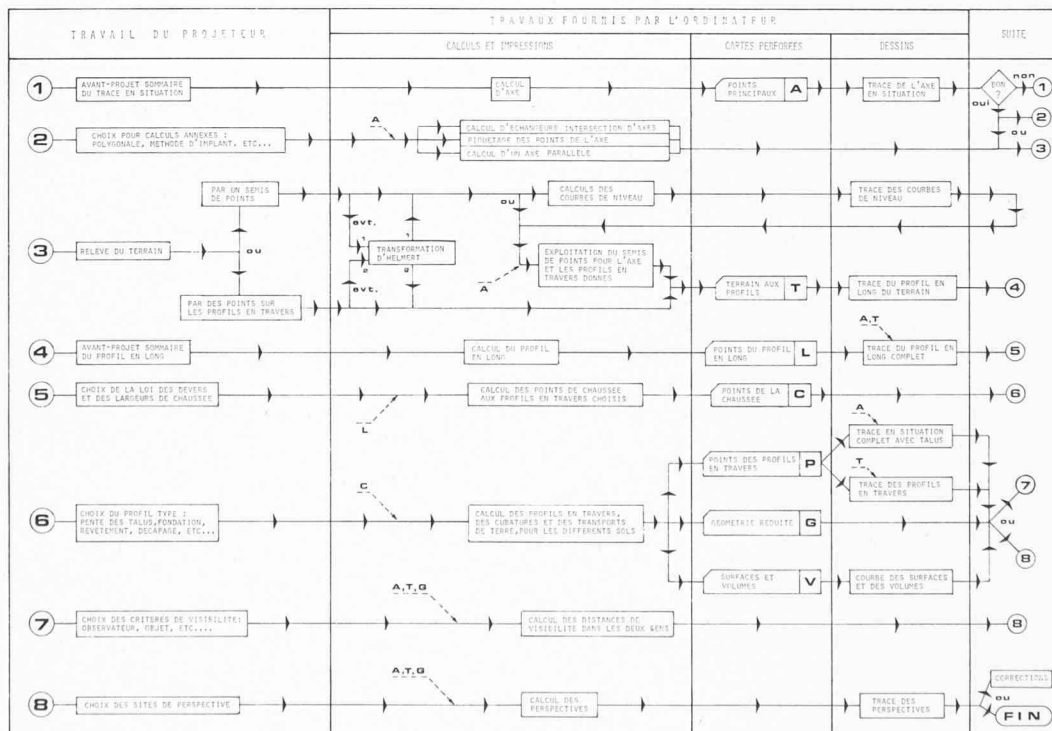 TRAVAIL DU PROJETEUR
TRAVAUX FOURNIS PAR L'ORDINATEUR
SUITE
CALCULS ET IMPRESSIONS
CARTES PERFOREES
DESSINS
1
AVANT-PROJET SOMMAIRE
DU TRACE EN SITUATION
CALCUL
D'AXE
POINTS
PRINCIPAUX
A
TRACE DE L'AXE
EN SITUATION
BON
?
non
1
oui
2
ou
3
2
CHOIX POUR CALCULS ANNEXES :
POLYGONALE, METHODE D'IMPLANT. ETC...
A
CALCUL D'ECHANGEURS INTERSECTION D'AXES
PIQUETAGE DES POINTS DE L'AXE
CALCUL D'UN AXE PARALLELE
3
RELEVE DU TERRAIN
PAR UN SEMIS
DE POINTS
ou
PAR DES POINTS SUR
LES PROFILS EN TRAVERS
evt.
1
1
TRANSFORMATION
D'HELMERT
2
2
evt.
ou
CALCULS DES
COURBES DE NIVEAU
TRACE DES COURBES
DE NIVEAU
A
EXPLOITATION DU SEMIS
DE POINTS POUR L'AXE
ET LES PROFILS EN
TRAVERS DONNES
TERRAIN AUX
PROFILS
T
TRACE DU PROFIL EN
LONG DU TERRAIN
4
4
AVANT-PROJET SOMMAIRE
DU PROFIL EN LONG
CALCUL DU PROFIL
EN LONG
POINTS DU PROFIL
EN LONG
L
A,T
TRACE DU PROFIL EN
LONG COMPLET
5
5
CHOIX DE LA LOI DES DEVERS
ET DES LARGEURS DE CHAUSSEE
L
CALCUL DES POINTS DE CHAUSSEE
AUX PROFILS EN TRAVERS CHOISIS
POINTS DE LA
CHAUSSEE
C
6
6
CHOIX DU PROFIL TYPE :
PENTE DES TALUS,FONDATION,
REVETEMENT, DECAPAGE, ETC...
C
CALCUL DES PROFILS EN TRAVERS,
DES CUBATURES ET DES TRANSPORTS
DE TERRE,POUR LES DIFFERENTS SOLS
POINTS DES PROFILS
EN TRAVERS
P
A
TRACE EN SITUATION
COMPLET AVEC TALUS
T
TRACE DES PROFILS
EN TRAVERS
GEOMETRIE REDUITE
G
SURFACES ET
VOLUMES
V
COURBE DES SURFACES
ET DES VOLUMES
7
ou
8
7
CHOIX DES CRITERES DE VISIBILITE:
OBSERVATEUR, OBJET, ETC....
A,T,G
CALCUL DES DISTANCES DE
VISIBILITE DANS LES DEUX SENS
8
8
CHOIX DES SITES DE PERSPECTIVE
A,T,G
CALCUL DES
PERSPECTIVES
TRACE DES
PERSPECTIVES
CORRECTIONS
ou
FIN